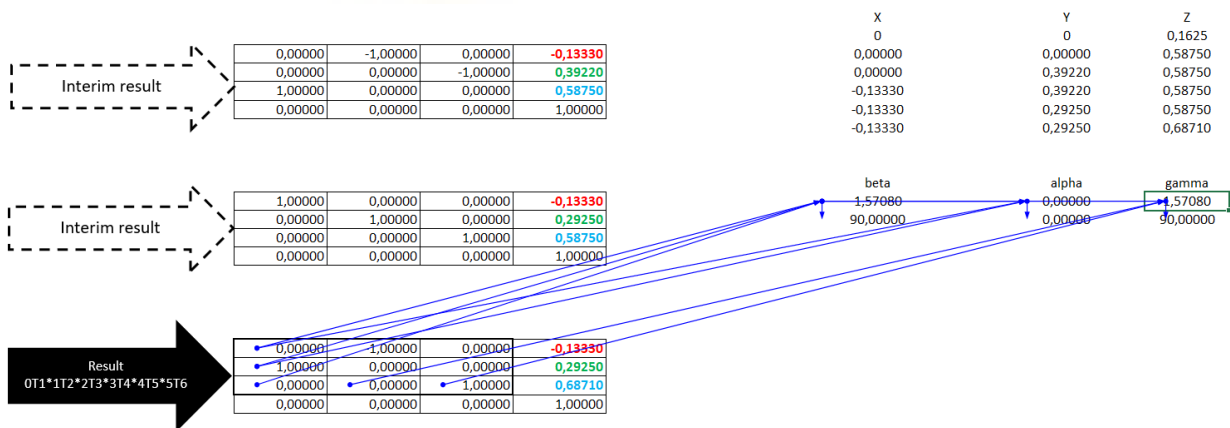 Interim result
0,00000 -1,00000 0,00000 -0,13330
0,00000 0,00000 -1,00000 0,39220
1,00000 0,00000 0,00000 0,58750
0,00000 0,00000 0,00000 1,00000
X Y Z
0 0 0,1625
0,00000 0,00000 0,58750
0,00000 0,39220 0,58750
-0,13330 0,39220 0,58750
-0,13330 0,29250 0,58750
-0,13330 0,29250 0,68710
Interim result
1,00000 0,00000 0,00000 -0,13330
0,00000 1,00000 0,00000 0,29250
0,00000 0,00000 1,00000 0,58750
0,00000 0,00000 0,00000 1,00000
beta alpha gamma
1,57080 0,00000 1,57080
90,00000 0,00000 90,00000
Result
0T1*1T2*2T3*3T4*4T5*5T6
0,00000 -1,00000 0,00000 -0,13330
1,00000 0,00000 0,00000 0,29250
0,00000 0,00000 1,00000 0,68710
0,00000 0,00000 0,00000 1,00000